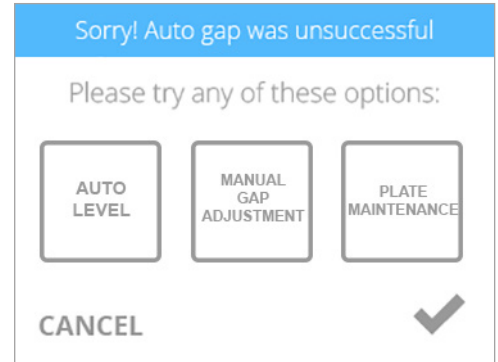 Sorry! Auto gap was unsuccessful
Please try any of these options:
AUTO
LEVEL
MANUAL
GAP
ADJUSTMENT
PLATE
MAINTENANCE
CANCEL